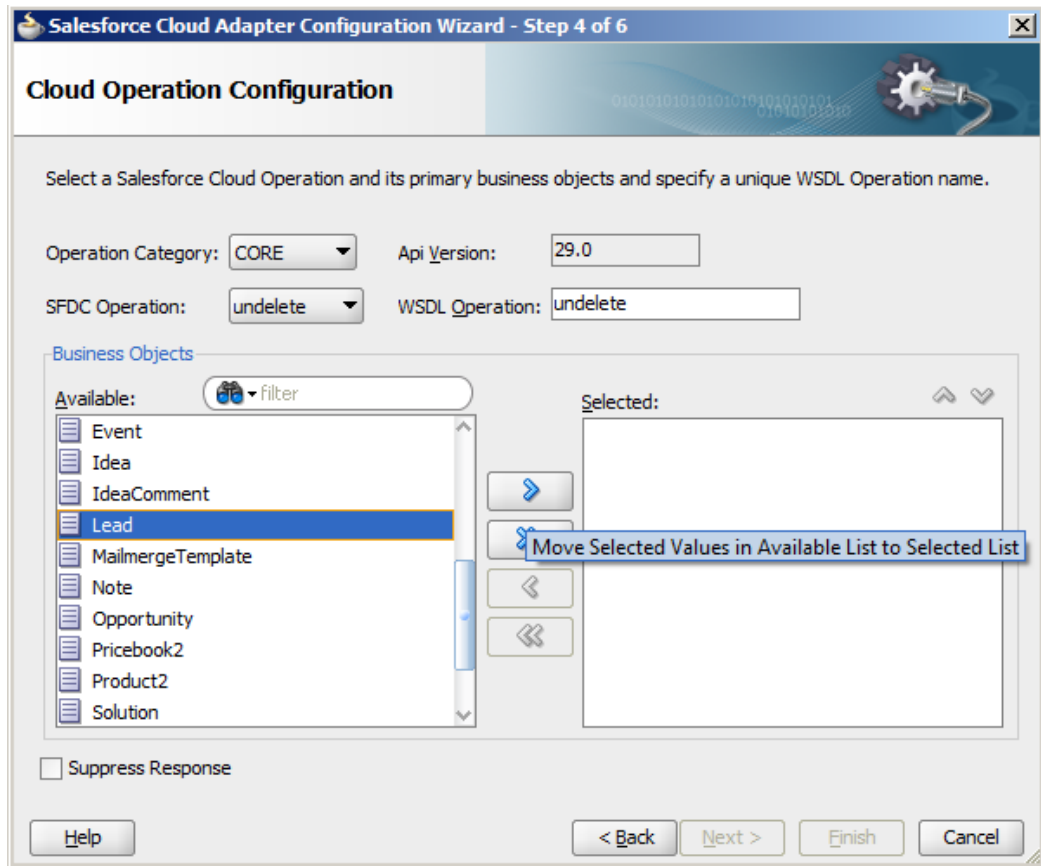 Salesforce Cloud Adapter Configuration Wizard - Step 4 of 6
Cloud Operation Configuration
Select a Salesforce Cloud Operation and its primary business objects and specify a unique WSDL Operation name.
Operation Category: CORE Api Version: 29.0
SFDC Operation: undelete WSDL Operation: undelete
Business Objects
Available: filter Selected:
Event
Idea
IdeaComment
Lead
Move Selected Values in Available List to Selected List
MailmergeTemplate
Note
Opportunity
Pricebook2
Product2
Solution
Suppress Response
Help < Back Next > Finish Cancel